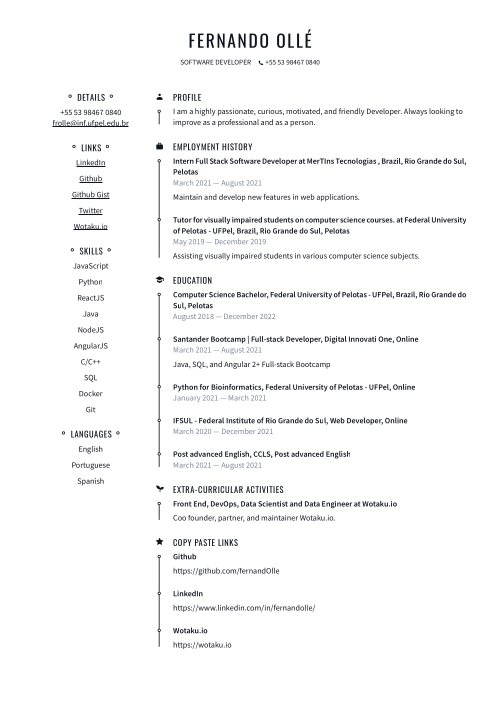 FERNANDO OLLÉ
SOFTWARE DEVELOPER +55 53 98467 0840
DETAILS
+55 53 98467 0840
frolle@inf.ufpel.edu.br
LINKS
LinkedIn
Github
Github Gist
Twitter
Wotaku.io
SKILLS
JavaScript
Python
ReactJS
Java
NodeJS
AngularJS
C/C++
SQL
Docker
Git
LANGUAGES
English
Portuguese
Spanish
PROFILE
I am a highly passionate, curious, motivated, and friendly Developer. Always looking to
improve as a professional and as a person.
EMPLOYMENT HISTORY
Intern Full Stack Software Developer at MerTIns Tecnologias , Brazil, Rio Grande do Sul,
Pelotas
March 2021 — August 2021
Maintain and develop new features in web applications.
Tutor for visually impaired students on computer science courses. at Federal University
of Pelotas - UFPel, Brazil, Rio Grande do Sul, Pelotas
May 2019 — December 2019
Assisting visually impaired students in various computer science subjects.
EDUCATION
Computer Science Bachelor, Federal University of Pelotas - UFPel, Brazil, Rio Grande do
Sul, Pelotas
August 2018 — December 2022
Santander Bootcamp | Full-stack Developer, Digital Innovati One, Online
March 2021 — August 2021
Java, SQL, and Angular 2+ Full-stack Bootcamp
Python for Bioinformatics, Federal University of Pelotas - UFPel, Online
January 2021 — March 2021
IFSUL - Federal Institute of Rio Grande do Sul, Web Developer, Online
March 2020 — December 2021
Post advanced English, CCLS, Post advanced English
March 2021 — August 2021
EXTRA-CURRICULAR ACTIVITIES
Front End, DevOps, Data Scientist and Data Engineer at Wotaku.io
Coo founder, partner, and maintainer Wotaku.io.
COPY PASTE LINKS
Github
https://github.com/fernandOlle
LinkedIn
https://www.linkedin.com/in/fernandolle/
Wotaku.io
https://wotaku.io